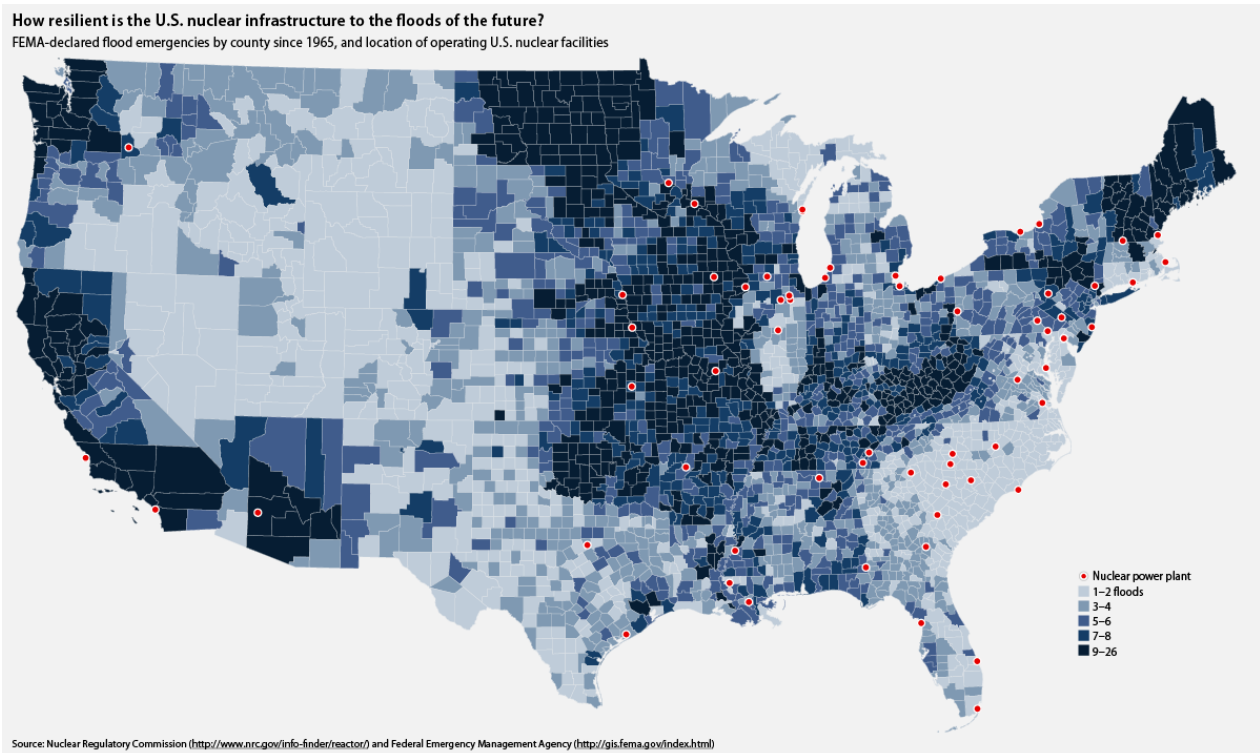 How resilient is the U.S. nuclear infrastructure to the floods of the future?
FEMA-declared flood emergencies by county since 1965, and location of operating U.S. nuclear facilities
Nuclear power plant
1–2 floods
3–4
5–6
7–8
9–26
Source: Nuclear Regulatory Commission (http://www.nrc.gov/info-finder/reactor/) and Federal Emergency Management Agency (http://gis.fema.gov/index.html)